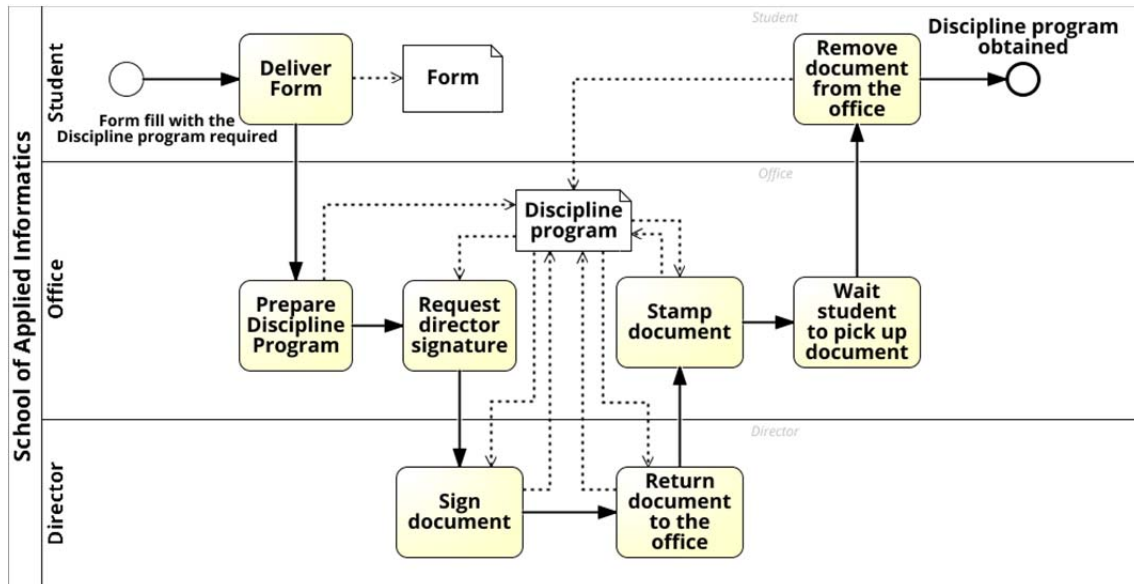 School of Applied Informatics
Student
Student
Form fill with the
Discipline program required
Deliver
Form
Form
Remove
document
from the
office
Discipline program
obtained
Office
Office
Prepare
Discipline
Program
Request
director
signature
Discipline
program
Stamp
document
Wait
student
to pick up
document
Director
Director
Sign
document
Return
document
to the
office